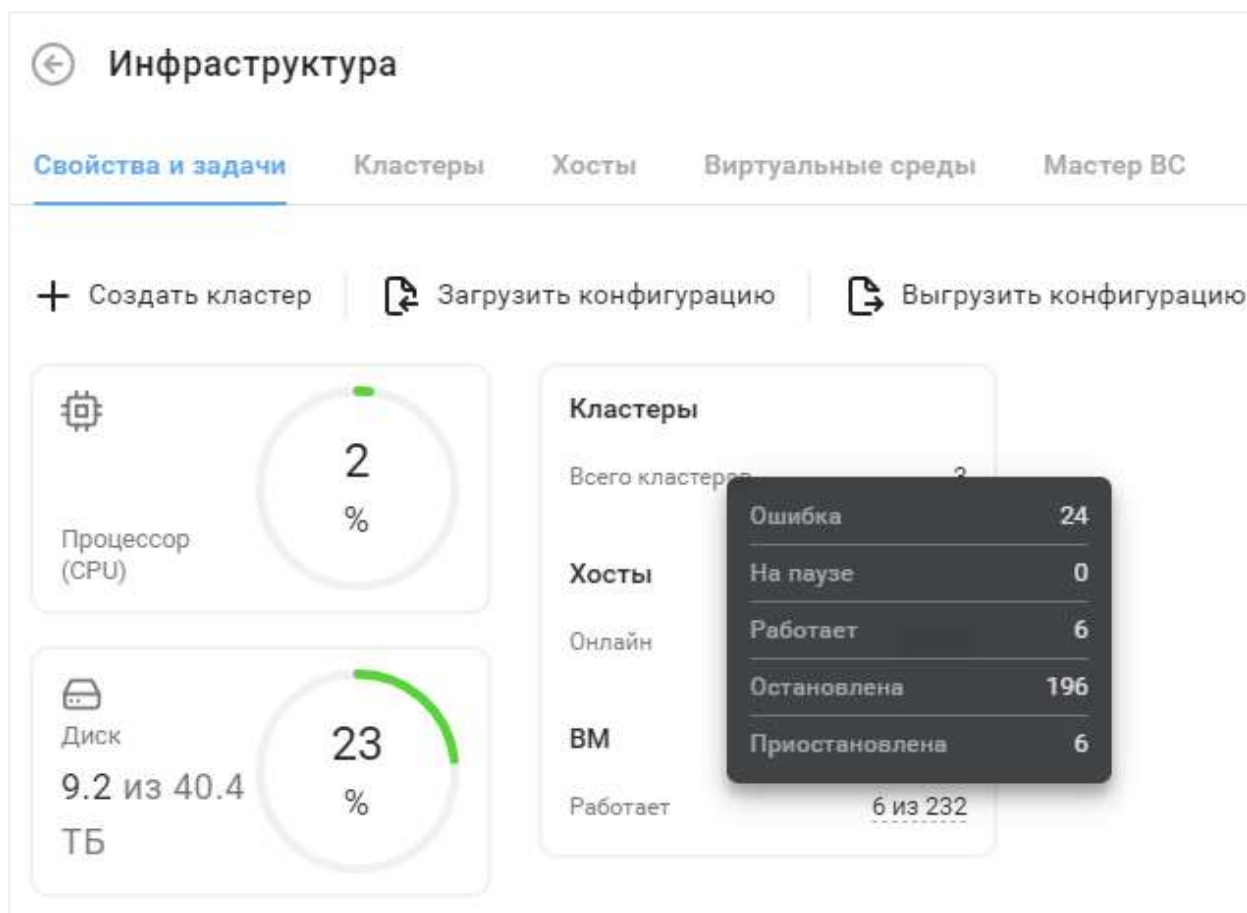 Инфраструктура
Свойства и задачи Кластеры Хосты Виртуальные среды Мастер ВС
Создать кластер Загрузить конфигурацию Выгрузить конфигурацию
2
%
Процессор
(CPU)
Диск
9.2 из 40.4
ТБ
23
%
Кластеры
Всего кластеров
Хосты
Онлайн
ВМ
Работает 6 из 232
Ошибка 24
На паузе 0
Работает 6
Остановлена 196
Приостановлена 6